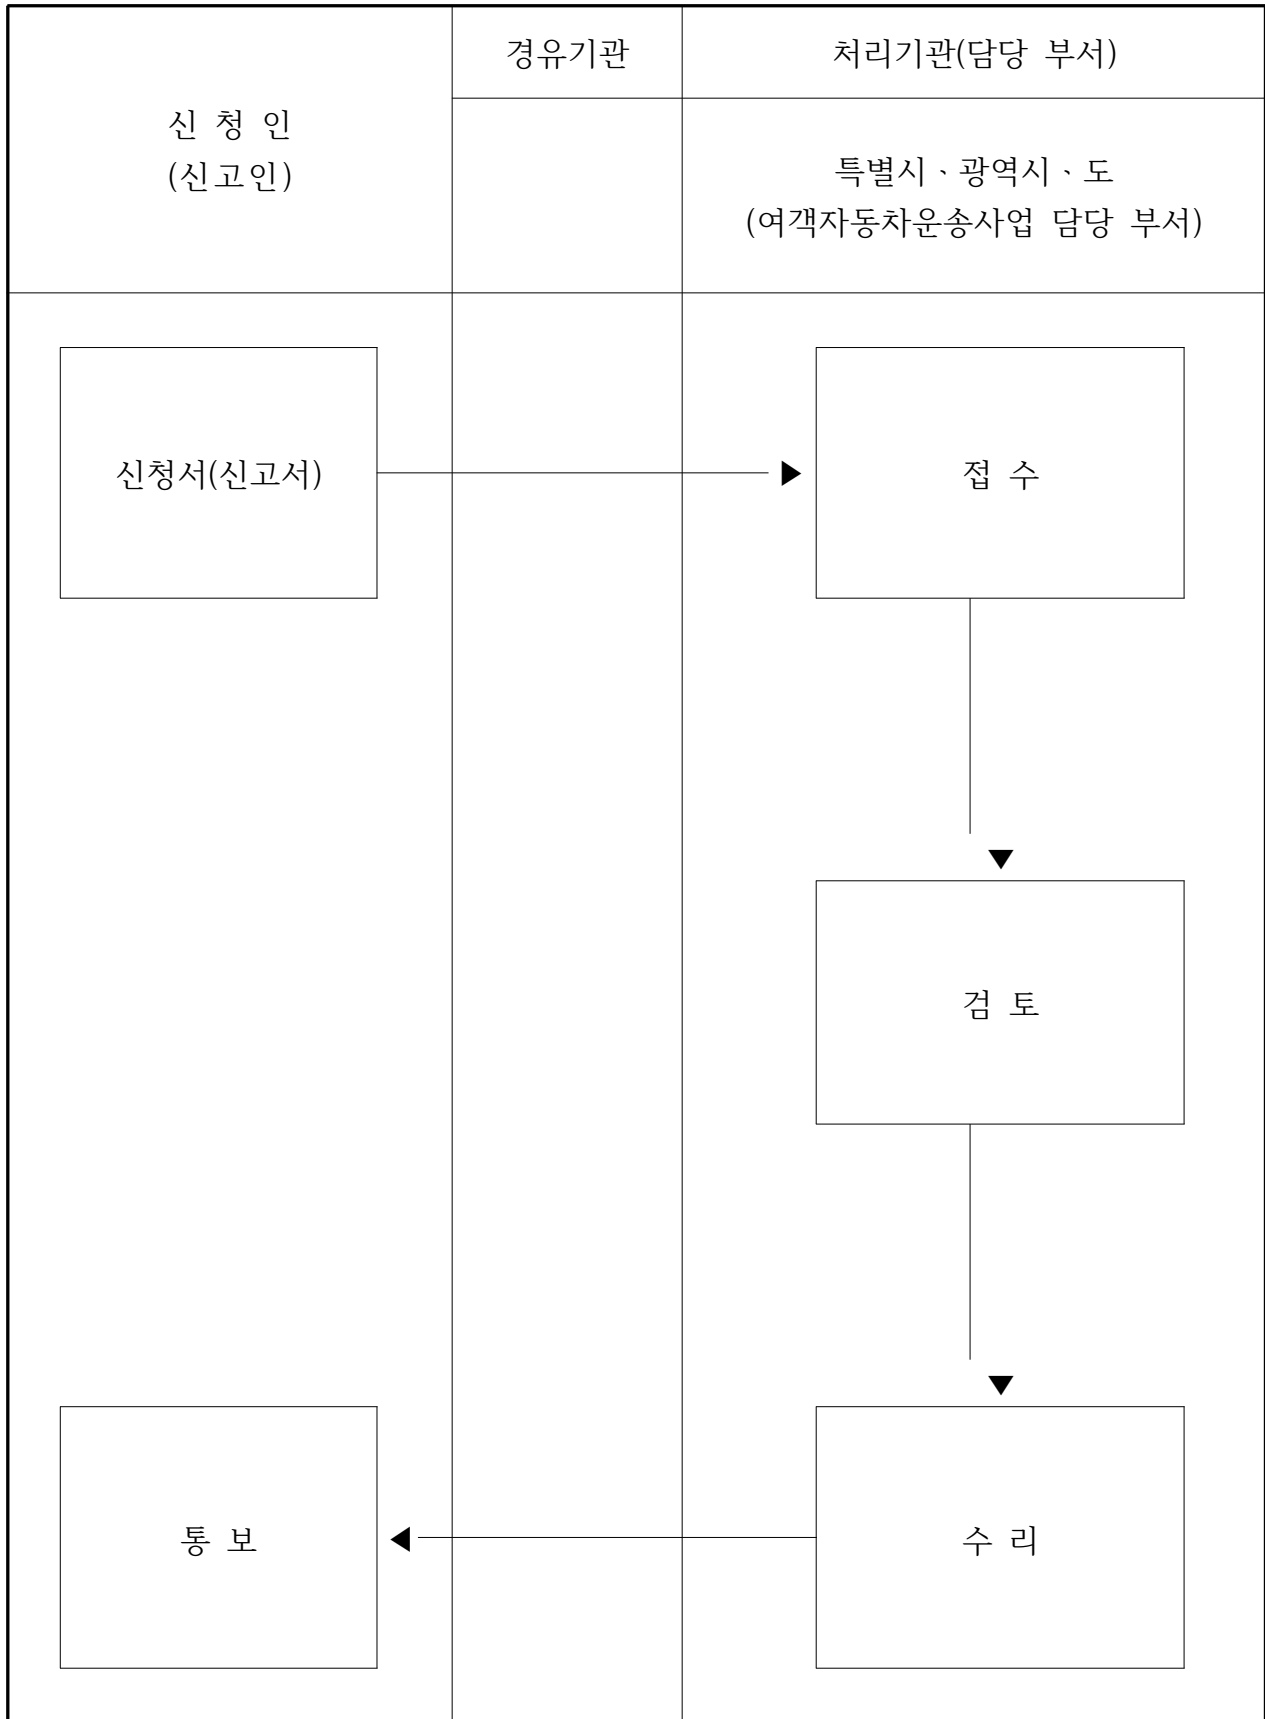 신 청 인
(신고인)
경유기관
처리기관(담당 부서)
특별시ㆍ광역시ㆍ도
(여객자동차운송사업 담당 부서)
신청서(신고서)
접 수
검 토
통 보
수 리